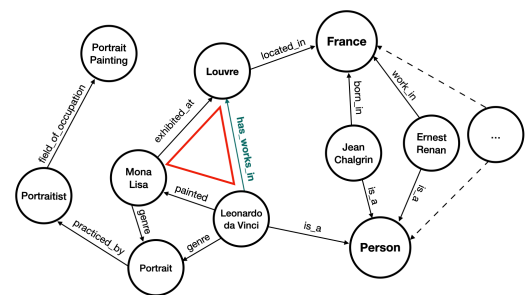 Portrait
Painting
Louvre
located_in
France
field_of_occupation
exhibited_at
has_works_in
born_in
work_in
...
Jean
Chalgrin
Ernest
Renan
Mona
Lisa
painted
Portraitist
Leonardo
da Vinci
is_a
is_a
is_a
practiced_by
genre
genre
Portrait
Person